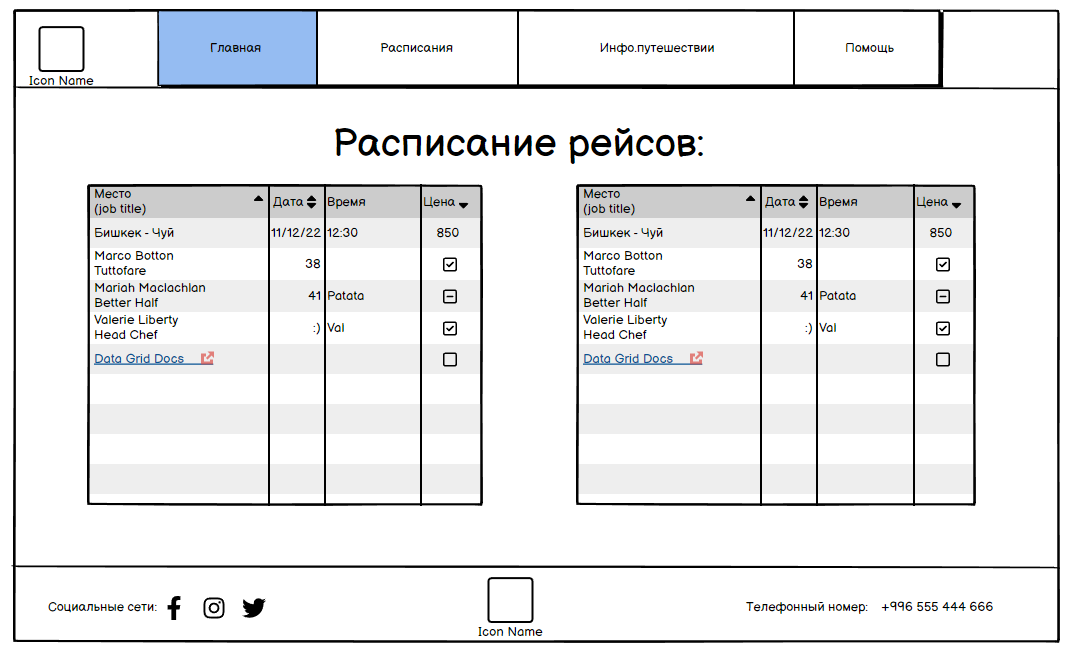 Icon Name
Главная
Расписания
Инфо.путешествии
Помощь
Расписание рейсов:
Место
(job title)
Дата
Время
Цена
Бишкек - Чуй
11/12/22
12:30
850
Marco Botton
Tuttofare
38
Mariah Maclachlan
Better Half
41
Patata
Valerie Liberty
Head Chef
:)
Val
Data Grid Docs
Место
(job title)
Дата
Время
Цена
Бишкек - Чуй
11/12/22
12:30
850
Marco Botton
Tuttofare
38
Mariah Maclachlan
Better Half
41
Patata
Valerie Liberty
Head Chef
:)
Val
Data Grid Docs
Социальные сети:
Icon Name
Телефонный номер: +996 555 444 666